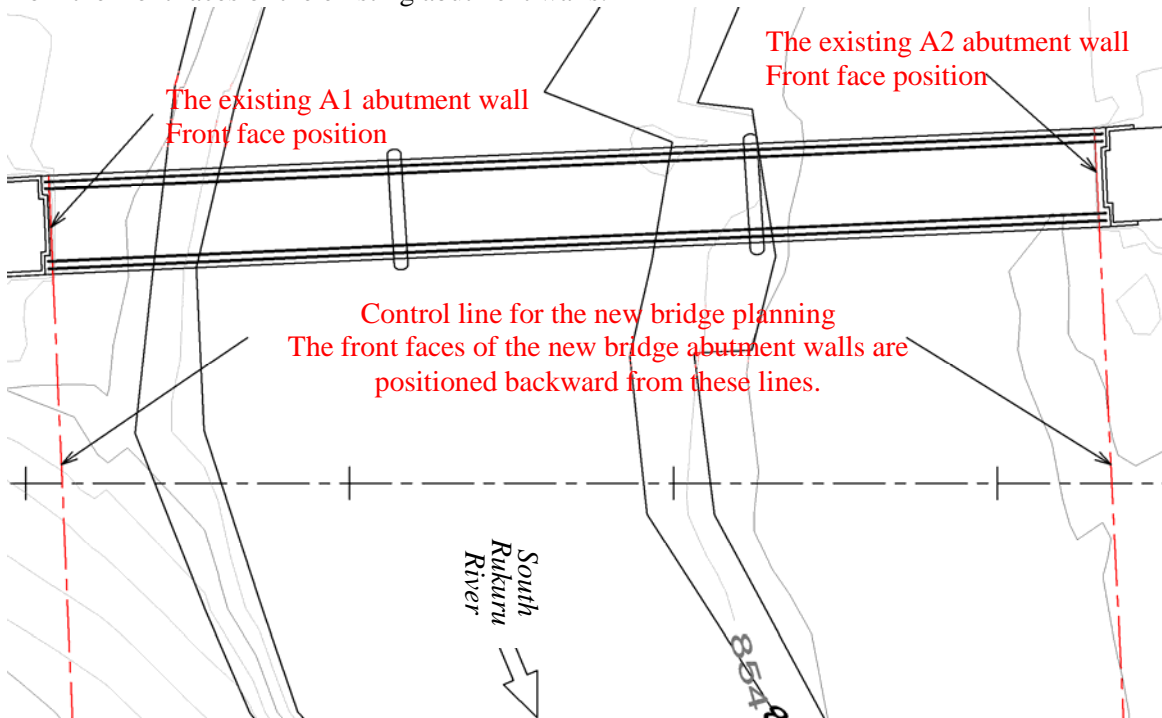 The existing A2 abutment wall
Front face position
The existing A1 abutment wall
Front face position
Control line for the new bridge planning
The front faces of the new bridge abutment walls are
positioned backward from these lines.
South
Rukuru
River
854